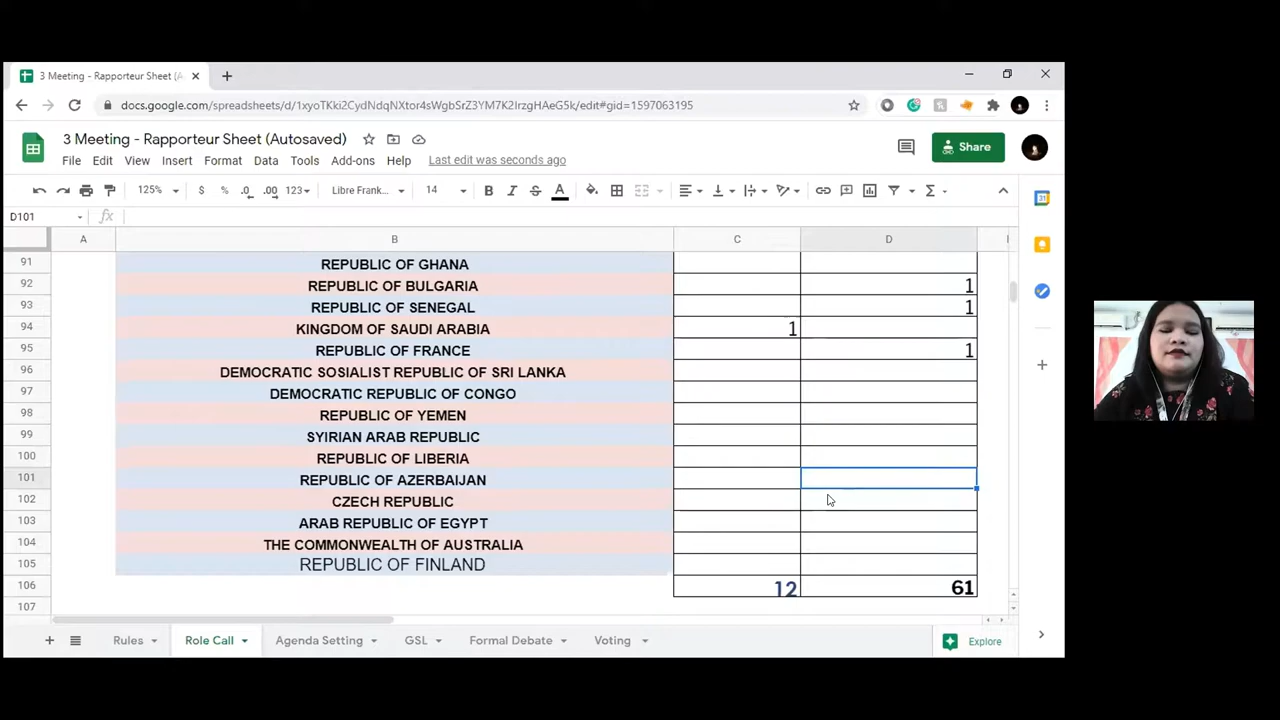 3 Meeting - Rapporteur Sheet (A
docs.google.com/spreadsheets/d/1xyoTKki2CydNdqNXtor4sWgbSrZ3YM7K2IrzgHAeG5k/edit#gid=1597063195
3 Meeting - Rapporteur Sheet (Autosaved)
File Edit View Insert Format Data Tools Add-ons Help Last edit was seconds ago
Share
125% $ % .0 .00 123 Libre Frank... 14 B I S A
D101 fx
A B C D
91 REPUBLIC OF GHANA
92 REPUBLIC OF BULGARIA 1
93 REPUBLIC OF SENEGAL 1
94 KINGDOM OF SAUDI ARABIA 1
95 REPUBLIC OF FRANCE 1
96 DEMOCRATIC SOSIALIST REPUBLIC OF SRI LANKA
97 DEMOCRATIC REPUBLIC OF CONGO
98 REPUBLIC OF YEMEN
99 SYIRIAN ARAB REPUBLIC
100 REPUBLIC OF LIBERIA
101 REPUBLIC OF AZERBAIJAN
102 CZECH REPUBLIC
103 ARAB REPUBLIC OF EGYPT
104 THE COMMONWEALTH OF AUSTRALIA
105 REPUBLIC OF FINLAND
106 12 61
107
Rules Role Call Agenda Setting GSL Formal Debate Voting Explore